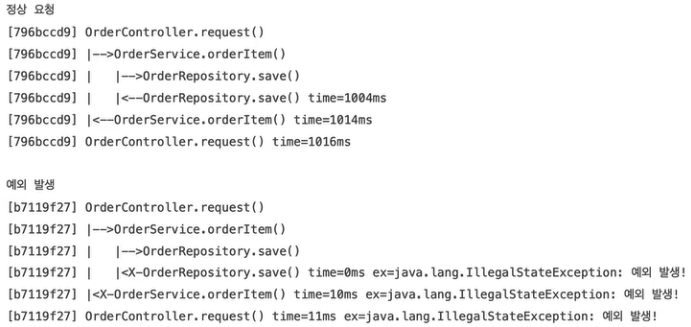 정상 요청
[796bccd9] OrderController.request()
[796bccd9] |-->OrderService.orderItem()
[796bccd9] |   |-->OrderRepository.save()
[796bccd9] |   |<--OrderRepository.save() time=1004ms
[796bccd9] |<--OrderService.orderItem() time=1014ms
[796bccd9] OrderController.request() time=1016ms

예외 발생
[b7119f27] OrderController.request()
[b7119f27] |-->OrderService.orderItem()
[b7119f27] |   |-->OrderRepository.save()
[b7119f27] |   |<X-OrderRepository.save() time=0ms ex=java.lang.IllegalStateException: 예외 발생!
[b7119f27] |<X-OrderService.orderItem() time=10ms ex=java.lang.IllegalStateException: 예외 발생!
[b7119f27] OrderController.request() time=11ms ex=java.lang.IllegalStateException: 예외 발생!